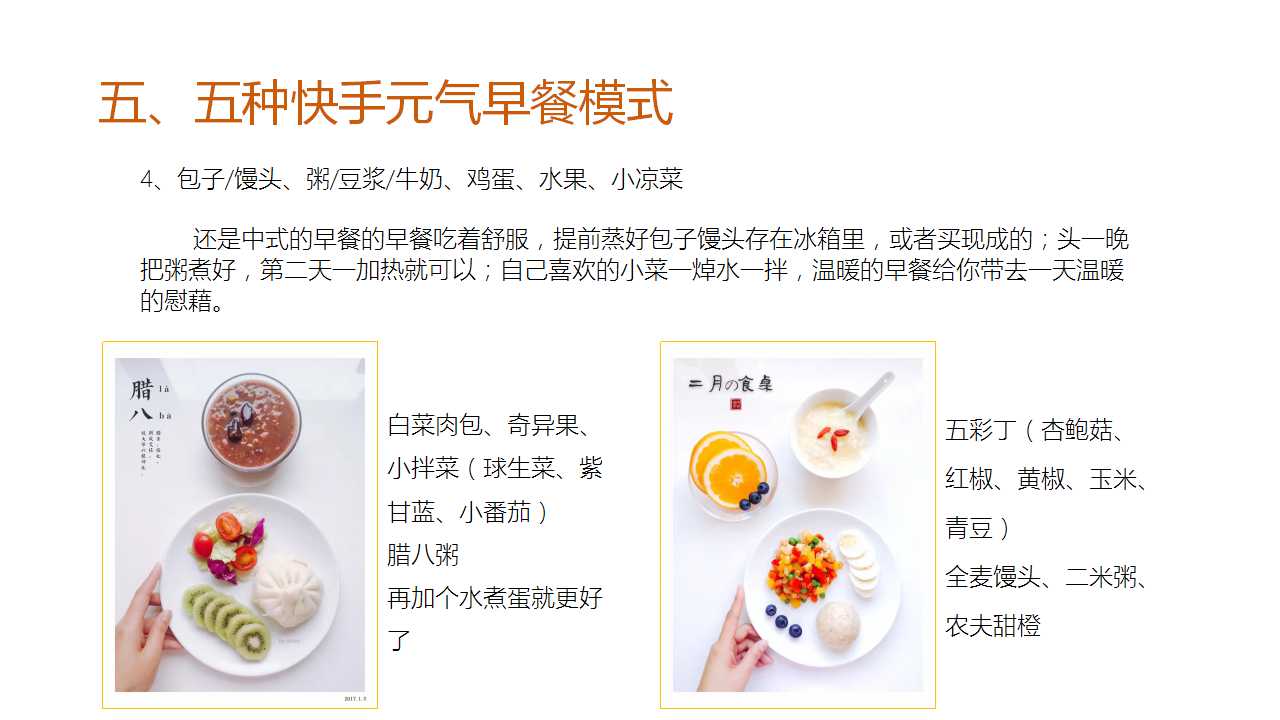 五、五种快手元气早餐模式
4、包子/馒头、粥/豆浆/牛奶、鸡蛋、水果、小凉菜
还是中式的早餐的早餐吃着舒服，提前蒸好包子馒头存在冰箱里，或者买现成的；头一晚
把粥煮好，第二天一加热就可以；自己喜欢的小菜一焯水一拌，温暖的早餐给你带去一天温暖
的慰藉。
腊 là
八 bā
2017.1.5
白菜肉包、奇异果、
小拌菜（球生菜、紫
甘蓝、小番茄）
腊八粥
再加个水煮蛋就更好
了
二月の食桌
五彩丁（杏鲍菇、
红椒、黄椒、玉米、
青豆）
全麦馒头、二米粥、
农夫甜橙